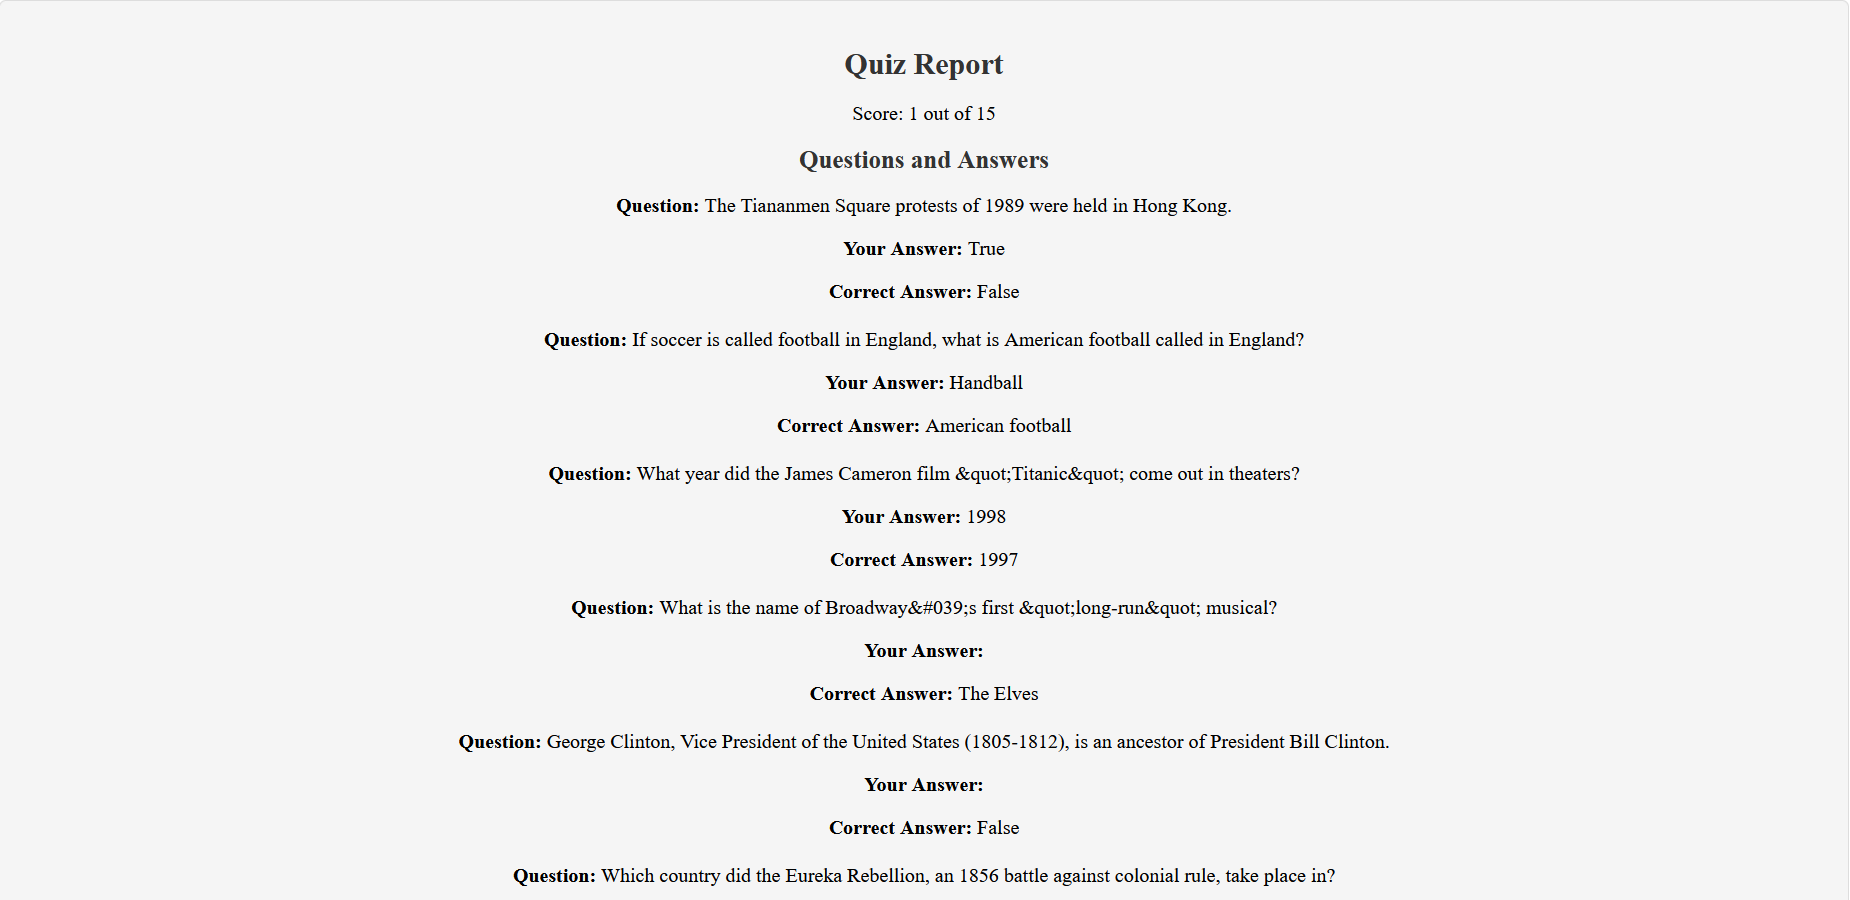 Quiz Report
Score: 1 out of 15
Questions and Answers
Question: The Tiananmen Square protests of 1989 were held in Hong Kong.
Your Answer: True
Correct Answer: False
Question: If soccer is called football in England, what is American football called in England?
Your Answer: Handball
Correct Answer: American football
Question: What year did the James Cameron film &quot;Titanic&quot; come out in theaters?
Your Answer: 1998
Correct Answer: 1997
Question: What is the name of Broadway&#039;s first &quot;long-run&quot; musical?
Your Answer:
Correct Answer: The Elves
Question: George Clinton, Vice President of the United States (1805-1812), is an ancestor of President Bill Clinton.
Your Answer:
Correct Answer: False
Question: Which country did the Eureka Rebellion, an 1856 battle against colonial rule, take place in?